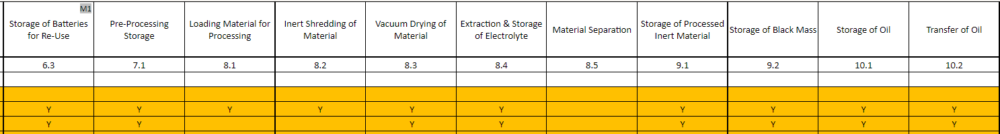 M1
Storage of Batteries for Re-Use Pre-Processing Storage Loading Material for Processing Inert Shredding of Material Vacuum Drying of Material Extraction & Storage of Electrolyte Material Separation Storage of Processed Inert Material Storage of Black Mass Storage of Oil Transfer of Oil
6.3 7.1 8.1 8.2 8.3 8.4 8.5 9.1 9.2 10.1 10.2
Y Y Y Y Y Y Y Y Y Y
Y Y Y Y Y Y Y Y